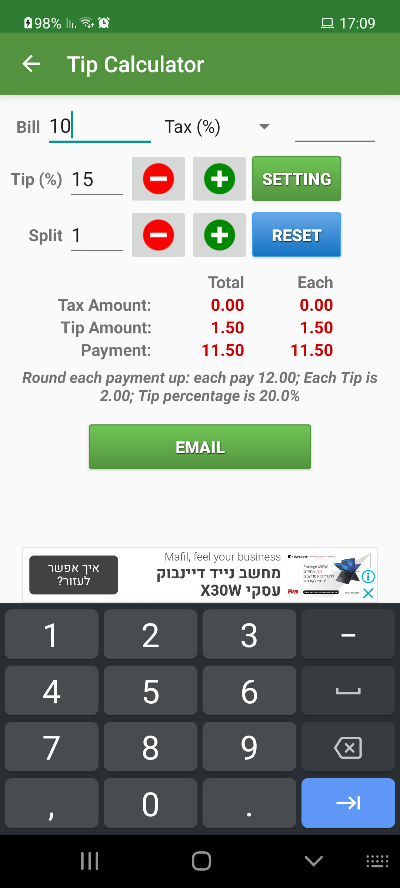 98% 17:09
Tip Calculator
Bill 10 Tax (%)
Tip (%) 15 SETTING
Split 1 RESET
Total Each
Tax Amount: 0.00 0.00
Tip Amount: 1.50 1.50
Payment: 11.50 11.50
Round each payment up: each pay 12.00; Each Tip is
2.00; Tip percentage is 20.0%
EMAIL
איך אפשר
לעזור?
Mafil, feel your business
מחשב נייד דיינבוק
עסקי X30W
1 2 3 –
4 5 6
7 8 9
, 0 .